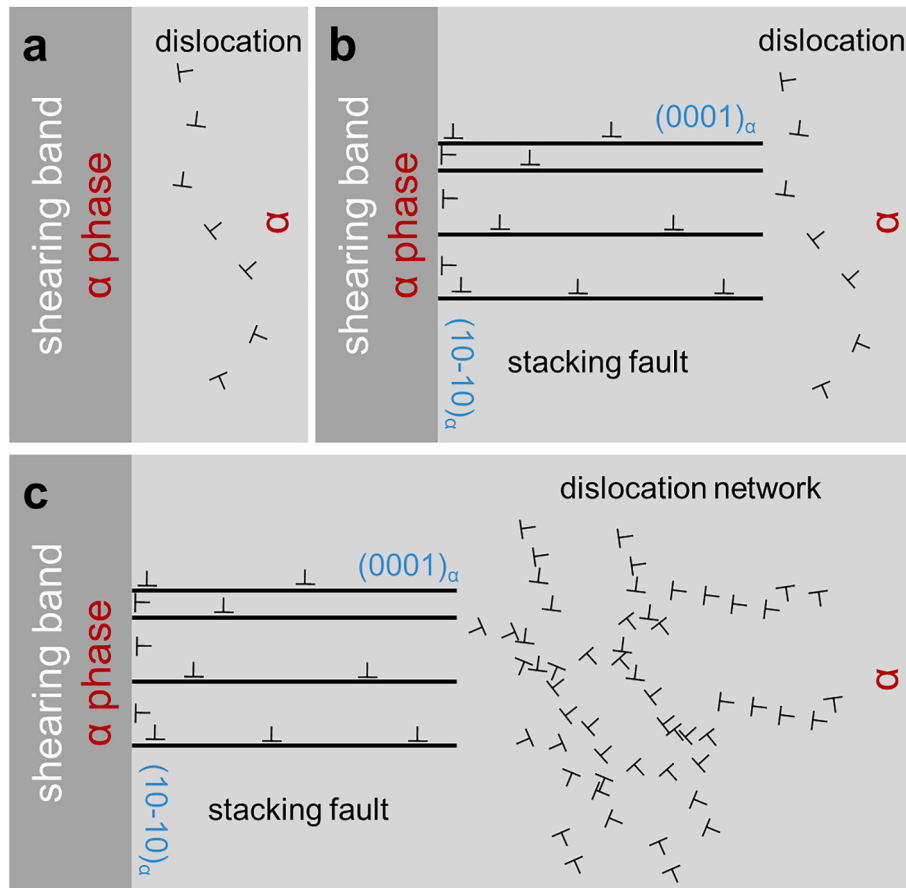 a
dislocation
shearing band
α phase
α
b
dislocation
shearing band
α phase
(0001)α
α
(10-10)α
stacking fault
c
dislocation network
shearing band
α phase
(0001)α
α
(10-10)α
stacking fault